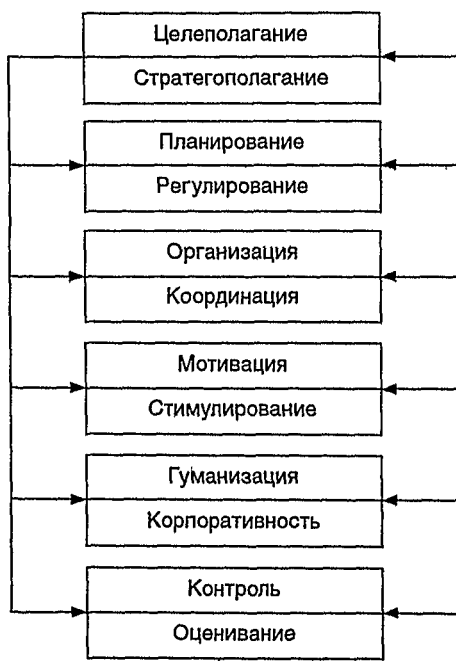 Целеполагание
Стратегополагание
Планирование
Регулирование
Организация
Координация
Мотивация
Стимулирование
Гуманизация
Корпоративность
Контроль
Оценивание